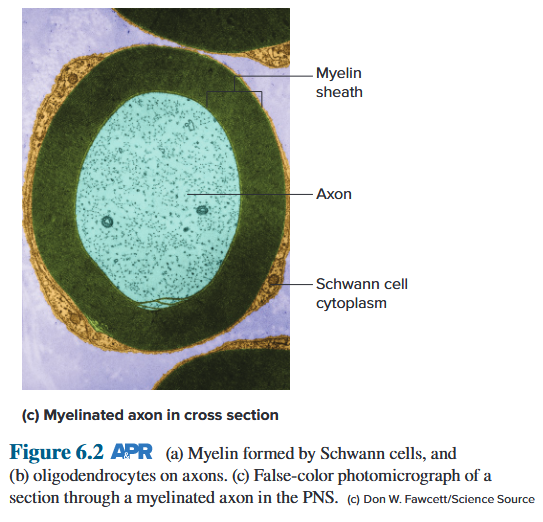 Myelin
sheath
Axon
Schwann cell
cytoplasm
(c) Myelinated axon in cross section
Figure 6.2 APR (a) Myelin formed by Schwann cells, and
(b) oligodendrocytes on axons. (c) False-color photomicrograph of a
section through a myelinated axon in the PNS. (c) Don W. Fawcett/Science Source